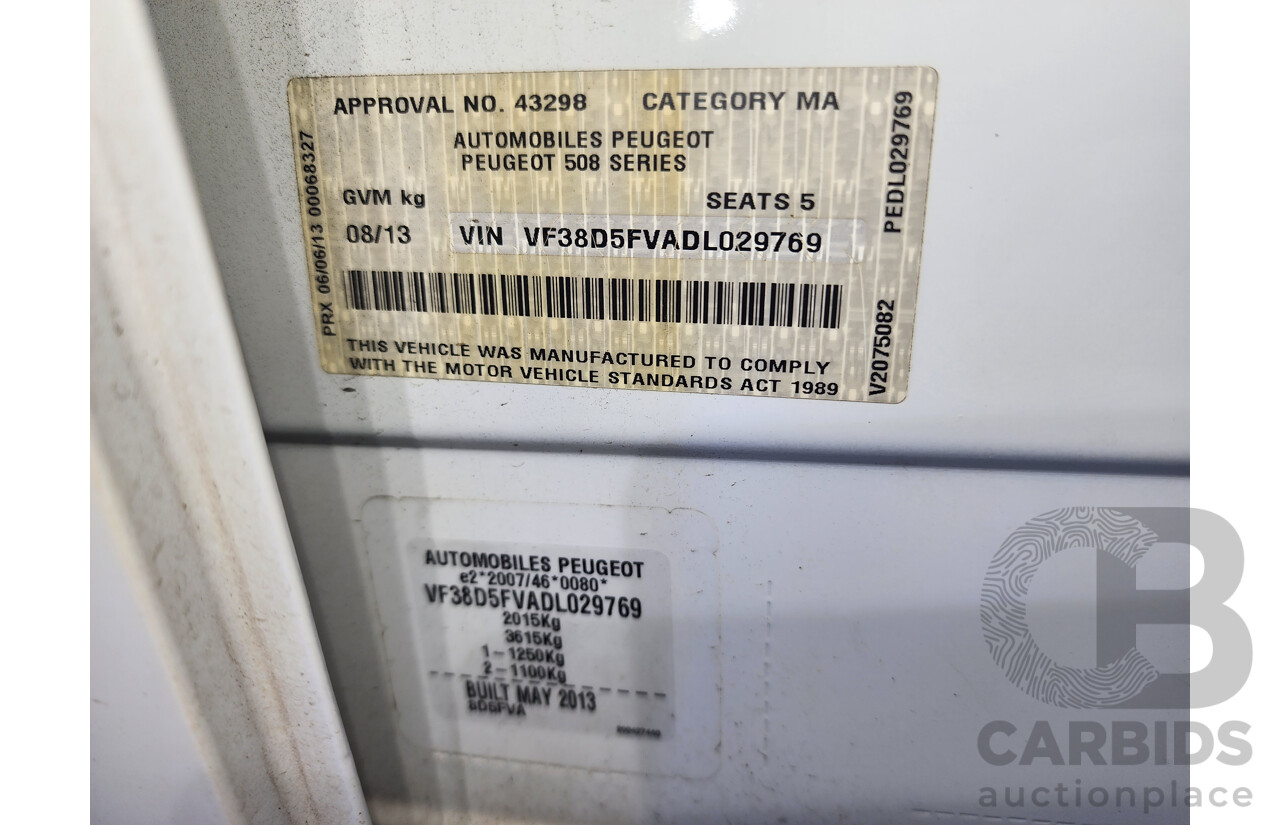 APPROVAL NO. 43298 CATEGORY MA
AUTOMOBILES PEUGEOT
PEUGEOT 508 SERIES
GVM kg SEATS 5
08/13 VIN VF38D5FVADL029769
THIS VEHICLE WAS MANUFACTURED TO COMPLY
WITH THE MOTOR VEHICLE STANDARDS ACT 1989
PRX 06/06/13 00068327
PEDL029769
V2075082
AUTOMOBILES PEUGEOT
e2*2007/46*0080*
VF38D5FVADL029769
2015Kg
3615Kg
1-1250Kg
2-1100Kg
BUILT MAY 2013
8D5FVA
CB
CARBIDS
auctionplace